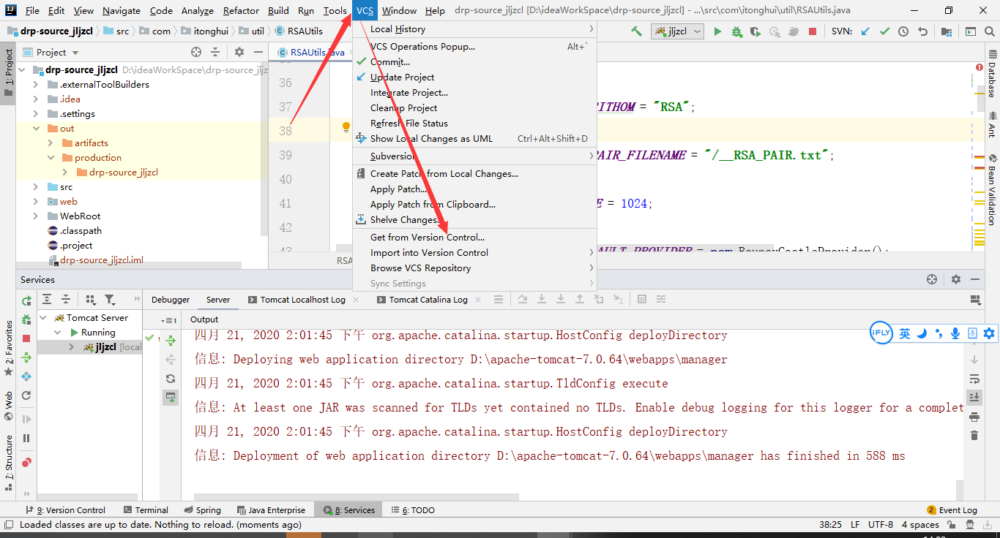 File Edit View Navigate Code Analyze Refactor Build Run Tools VCS Window Help drp-source_jljzcl [D:\ideaWorkSpace\drp-source_jljzcl] - ...\src\com\itonghui\util\RSAUtils.java
drp-source_jljzcl src com itonghui util RSAUtils jljzcl SVN:
Local History
VCS Operations Popup... Alt+`
Commit...
Update Project
Integrate Project...
Cleanup Project
Refresh File Status
Show Local Changes as UML Ctrl+Alt+Shift+D
Subversion
Create Patch from Local Changes...
Apply Patch...
Apply Patch from Clipboard...
Shelve Changes...
Get from Version Control...
Import into Version Control
Browse VCS Repository
Sync Settings
1: Project
Project
drp-source_jljzcl D:\ideaWorkSpace\drp-source_jljz
.externalToolBuilders
.idea
.settings
out
artifacts
production
drp-source_jljzcl
src
web
WebRoot
.classpath
.project
drp-source_jljzcl.iml
RSAUtils.java
36
37 RITHOM = "RSA";
38
39 PAIR_FILENAME = "/__RSA_PAIR.txt";
40
41 E = 1024;
42
43 AULT_PROVIDER = new BouncyCastleProvider();
RSA
Database
Ant
Bean Validation
Services
Debugger Server Tomcat Localhost Log Tomcat Catalina Log
Tomcat Server
Running
jljzcl [local
1
Output
四月 21, 2020 2:01:45 下午 org.apache.catalina.startup.HostConfig deployDirectory
信息: Deploying web application directory D:\apache-tomcat-7.0.64\webapps\manager
四月 21, 2020 2:01:45 下午 org.apache.catalina.startup.TldConfig execute
信息: At least one JAR was scanned for TLDs yet contained no TLDs. Enable debug logging for this logger for a complet
四月 21, 2020 2:01:45 下午 org.apache.catalina.startup.HostConfig deployDirectory
信息: Deployment of web application directory D:\apache-tomcat-7.0.64\webapps\manager has finished in 588 ms
iFLY 英
2: Favorites
Web
7: Structure
9: Version Control Terminal Spring Java Enterprise 8: Services 6: TODO 2 Event Log
Loaded classes are up to date. Nothing to reload. (moments ago) 38:25 LF UTF-8 4 spaces